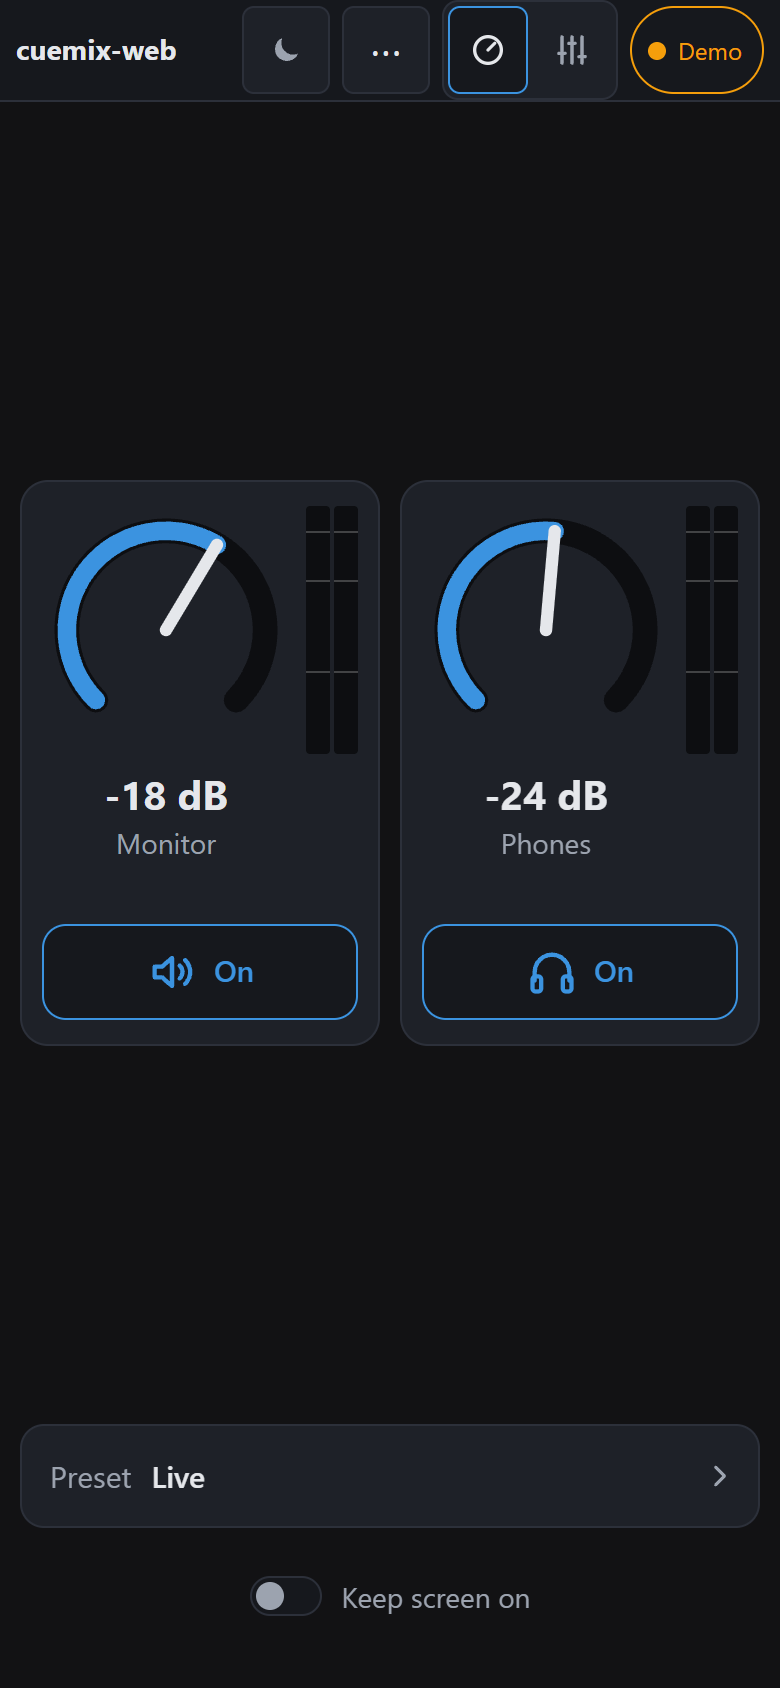 cuemix-web ... Demo
-18 dB -24 dB
Monitor Phones
On On
Preset Live
Keep screen on